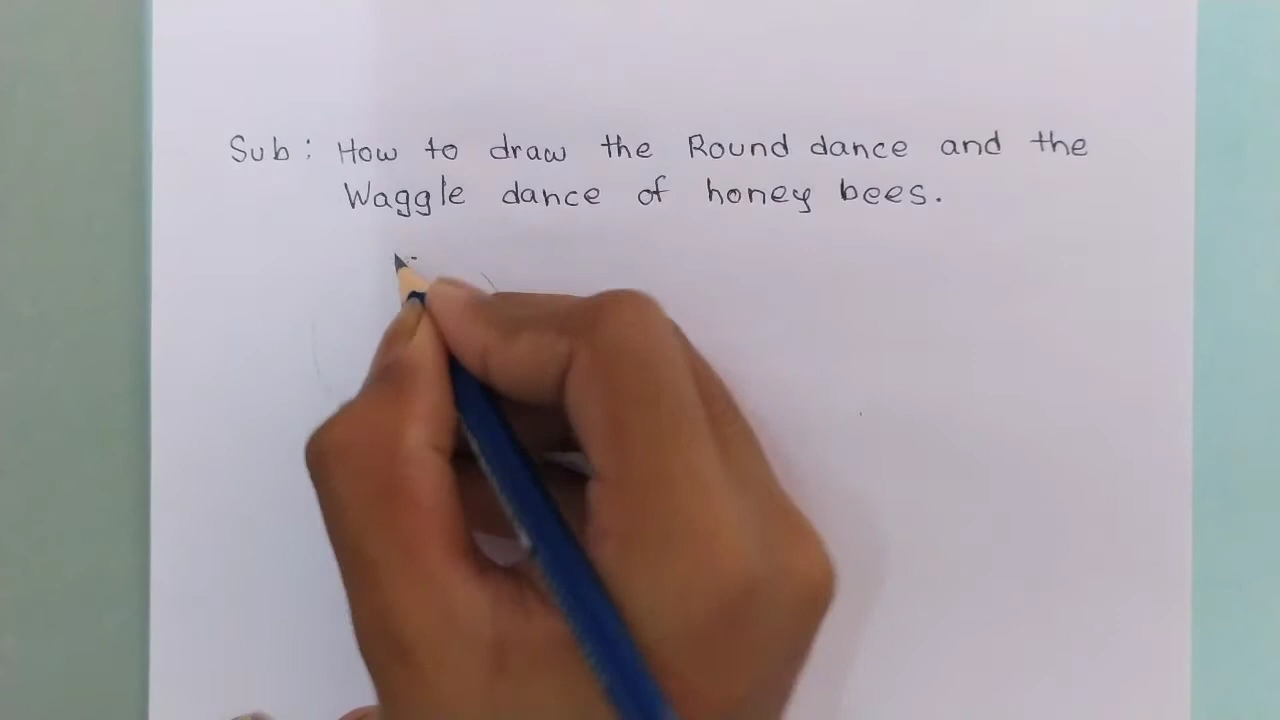 Sub: How to draw the Round dance and the
Waggle dance of honey bees.